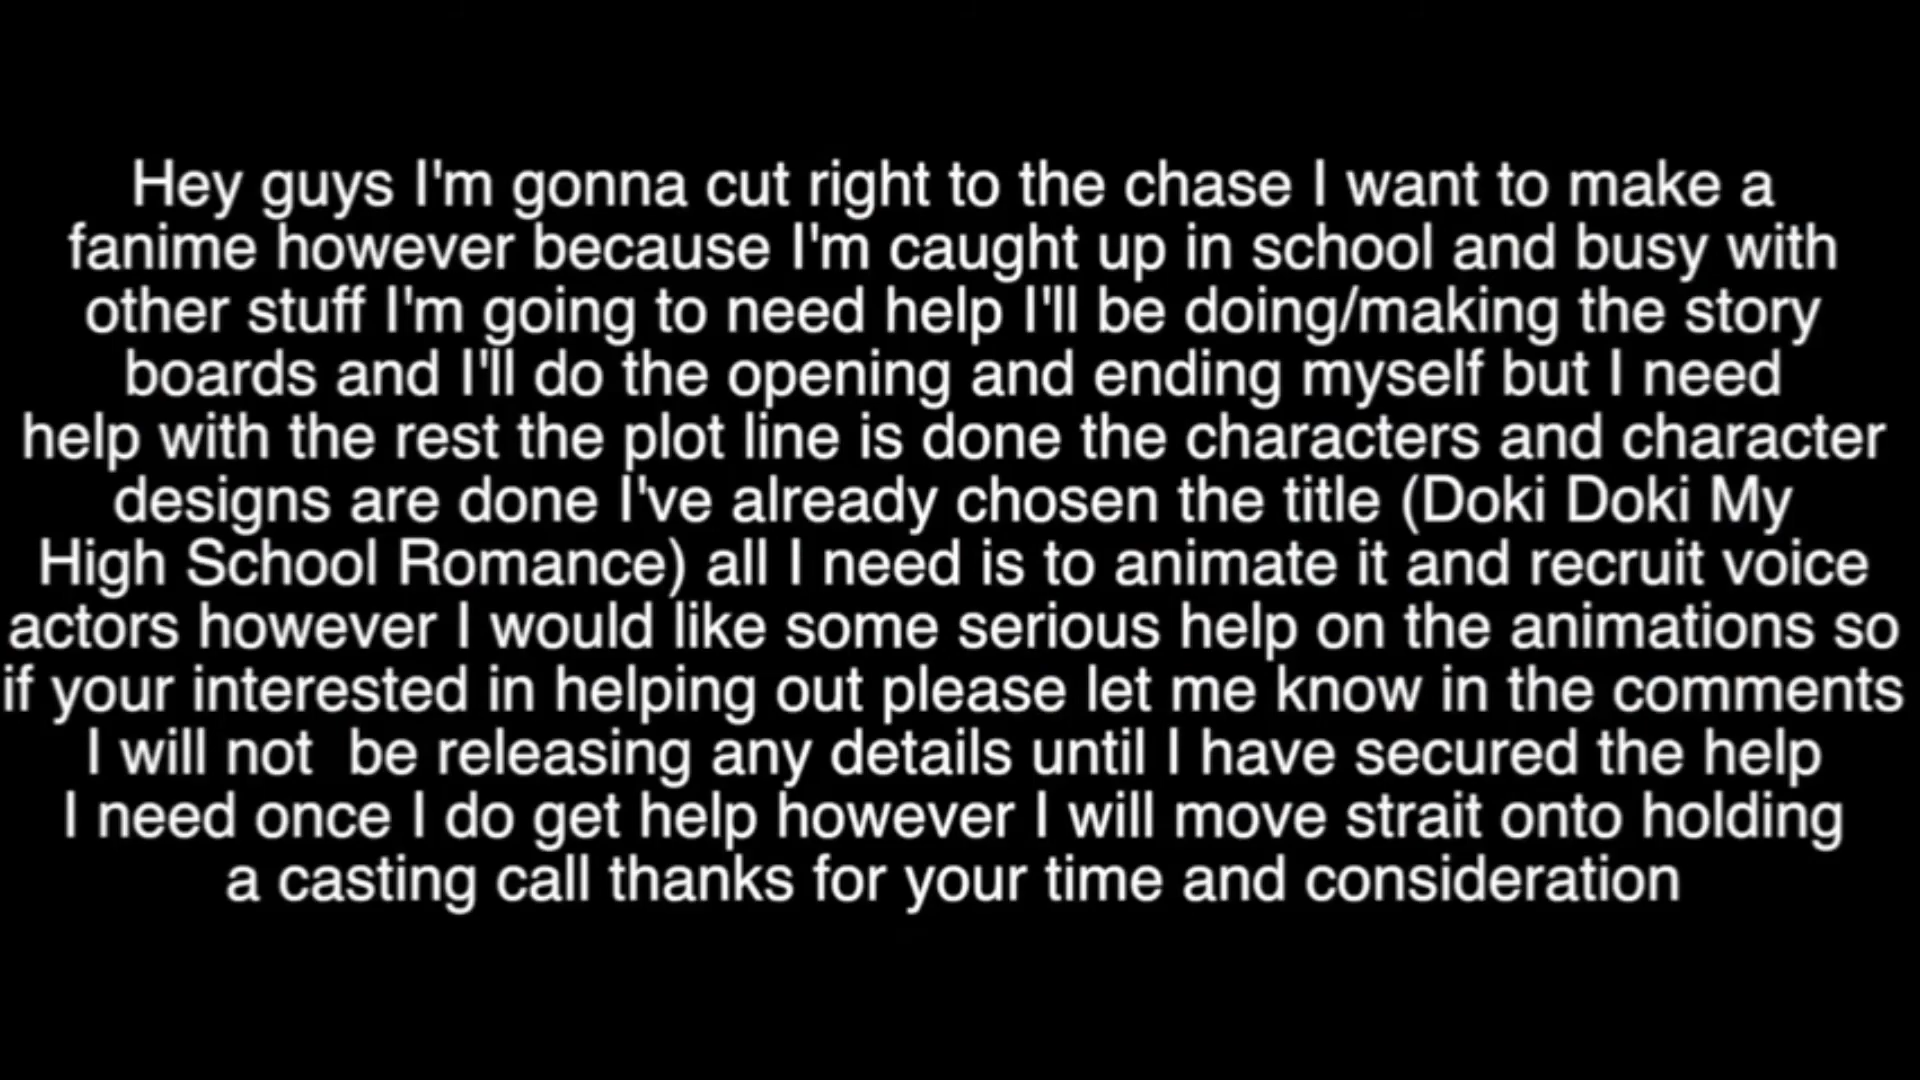 Hey guys I'm gonna cut right to the chase I want to make a
fanime however because I'm caught up in school and busy with
other stuff I'm going to need help I'll be doing/making the story
boards and I'll do the opening and ending myself but I need
help with the rest the plot line is done the characters and character
designs are done I've already chosen the title (Doki Doki My
High School Romance) all I need is to animate it and recruit voice
actors however I would like some serious help on the animations so
if your interested in helping out please let me know in the comments
I will not  be releasing any details until I have secured the help
I need once I do get help however I will move strait onto holding
a casting call thanks for your time and consideration